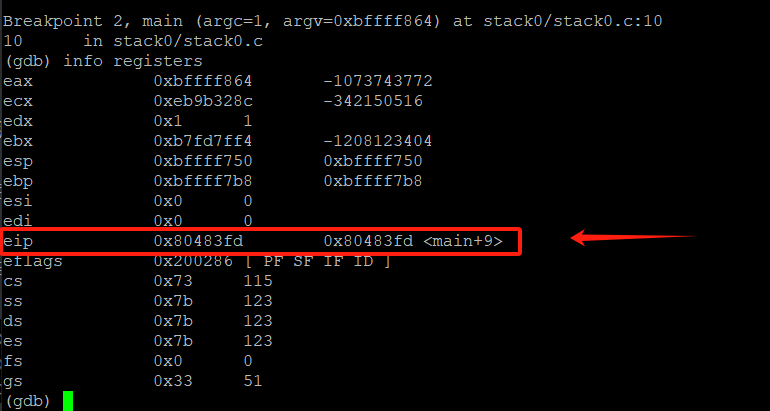 Breakpoint 2, main (argc=1, argv=0xbffff864) at stack0/stack0.c:10
10      in stack0/stack0.c
(gdb) info registers
eax            0xbffff864       -1073743772
ecx            0xeb9b328c       -342150516
edx            0x1      1
ebx            0xb7fd7ff4       -1208123404
esp            0xbffff750       0xbffff750
ebp            0xbffff7b8       0xbffff7b8
esi            0x0      0
edi            0x0      0
eip            0x80483fd        0x80483fd <main+9>
eflags         0x200286 [ PF SF IF ID ]
cs             0x73     115
ss             0x7b     123
ds             0x7b     123
es             0x7b     123
fs             0x0      0
gs             0x33     51
(gdb)